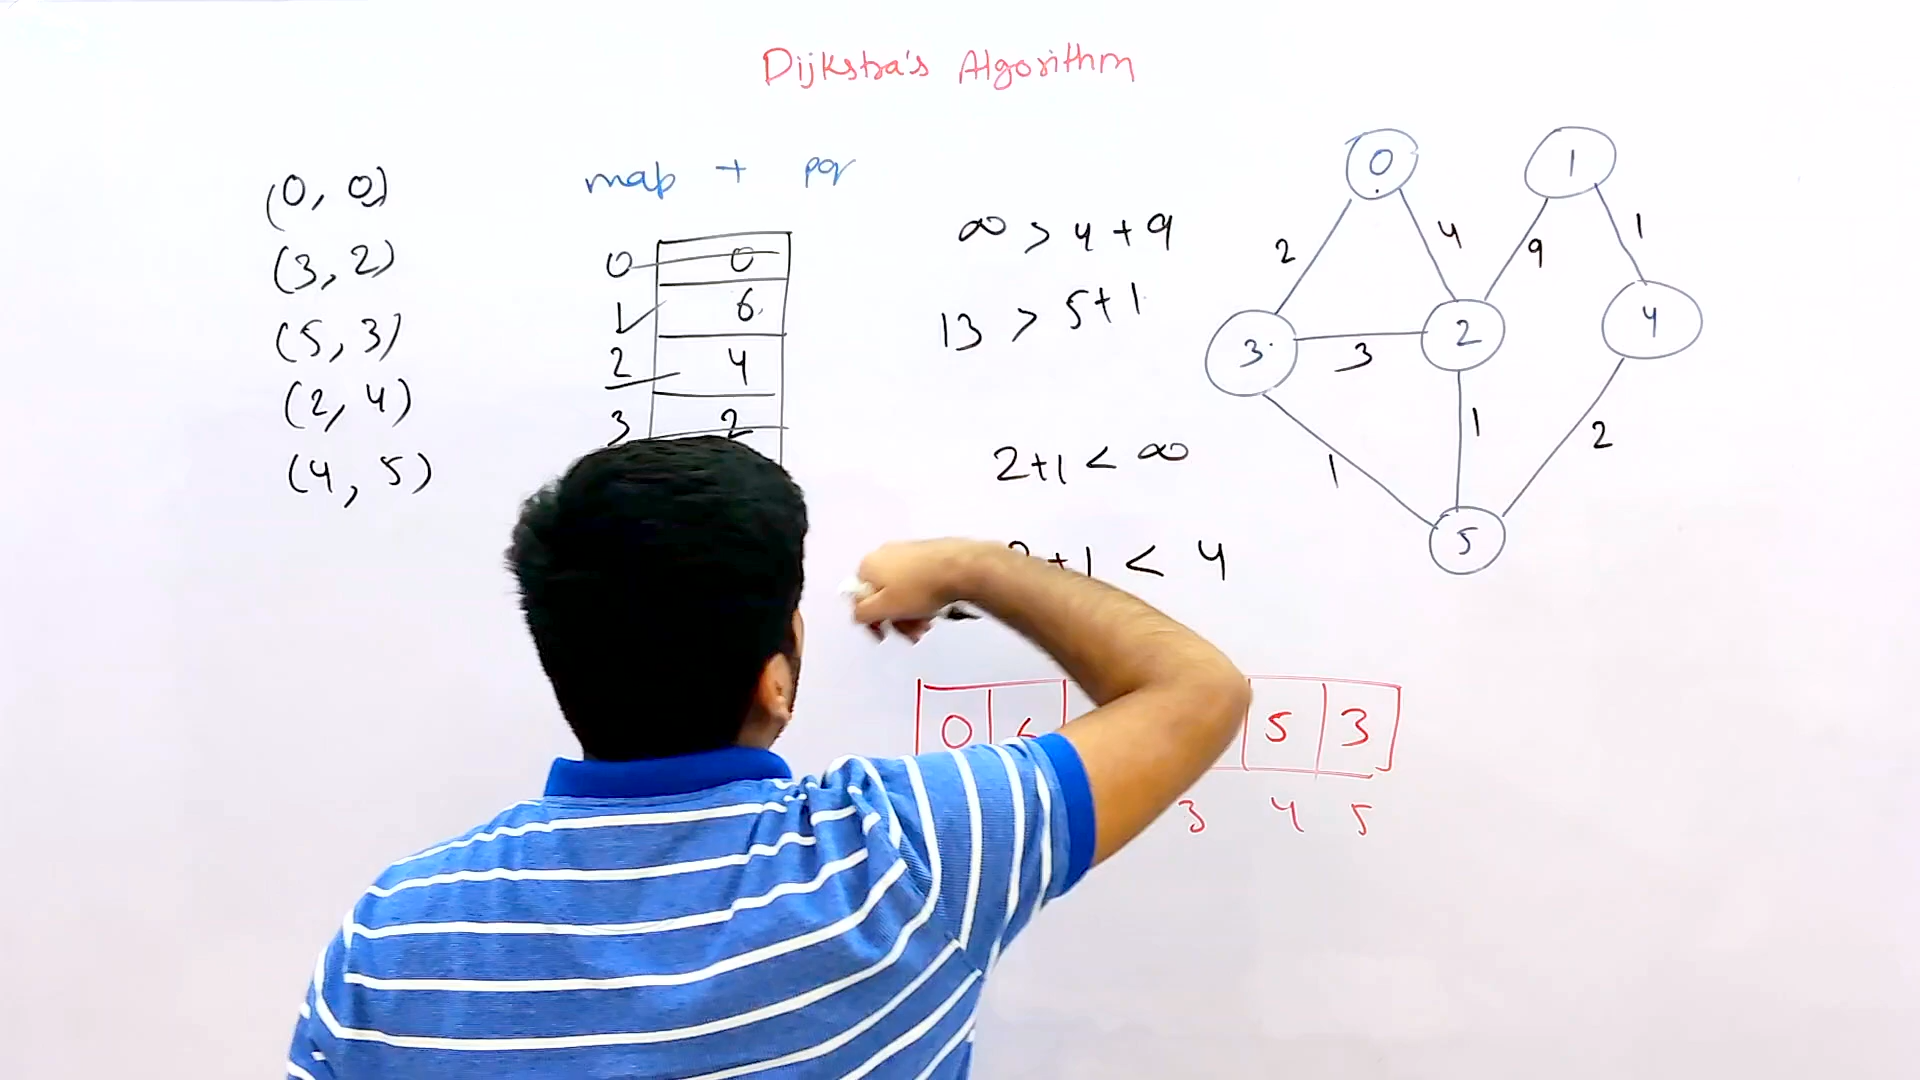 Dijkstra's Algorithm
(0, 0)
(3, 2)
(5, 3)
(2, 4)
(4, 5)
map + pq
0 0
1 6
2 4
3 2
∞ > 4 + 9
13 > 5+1
2+1 < ∞
+1 < 4
0 1
2 4 9 1
3 3 2 4
1 1 2
5
0 5 3
3 4 5